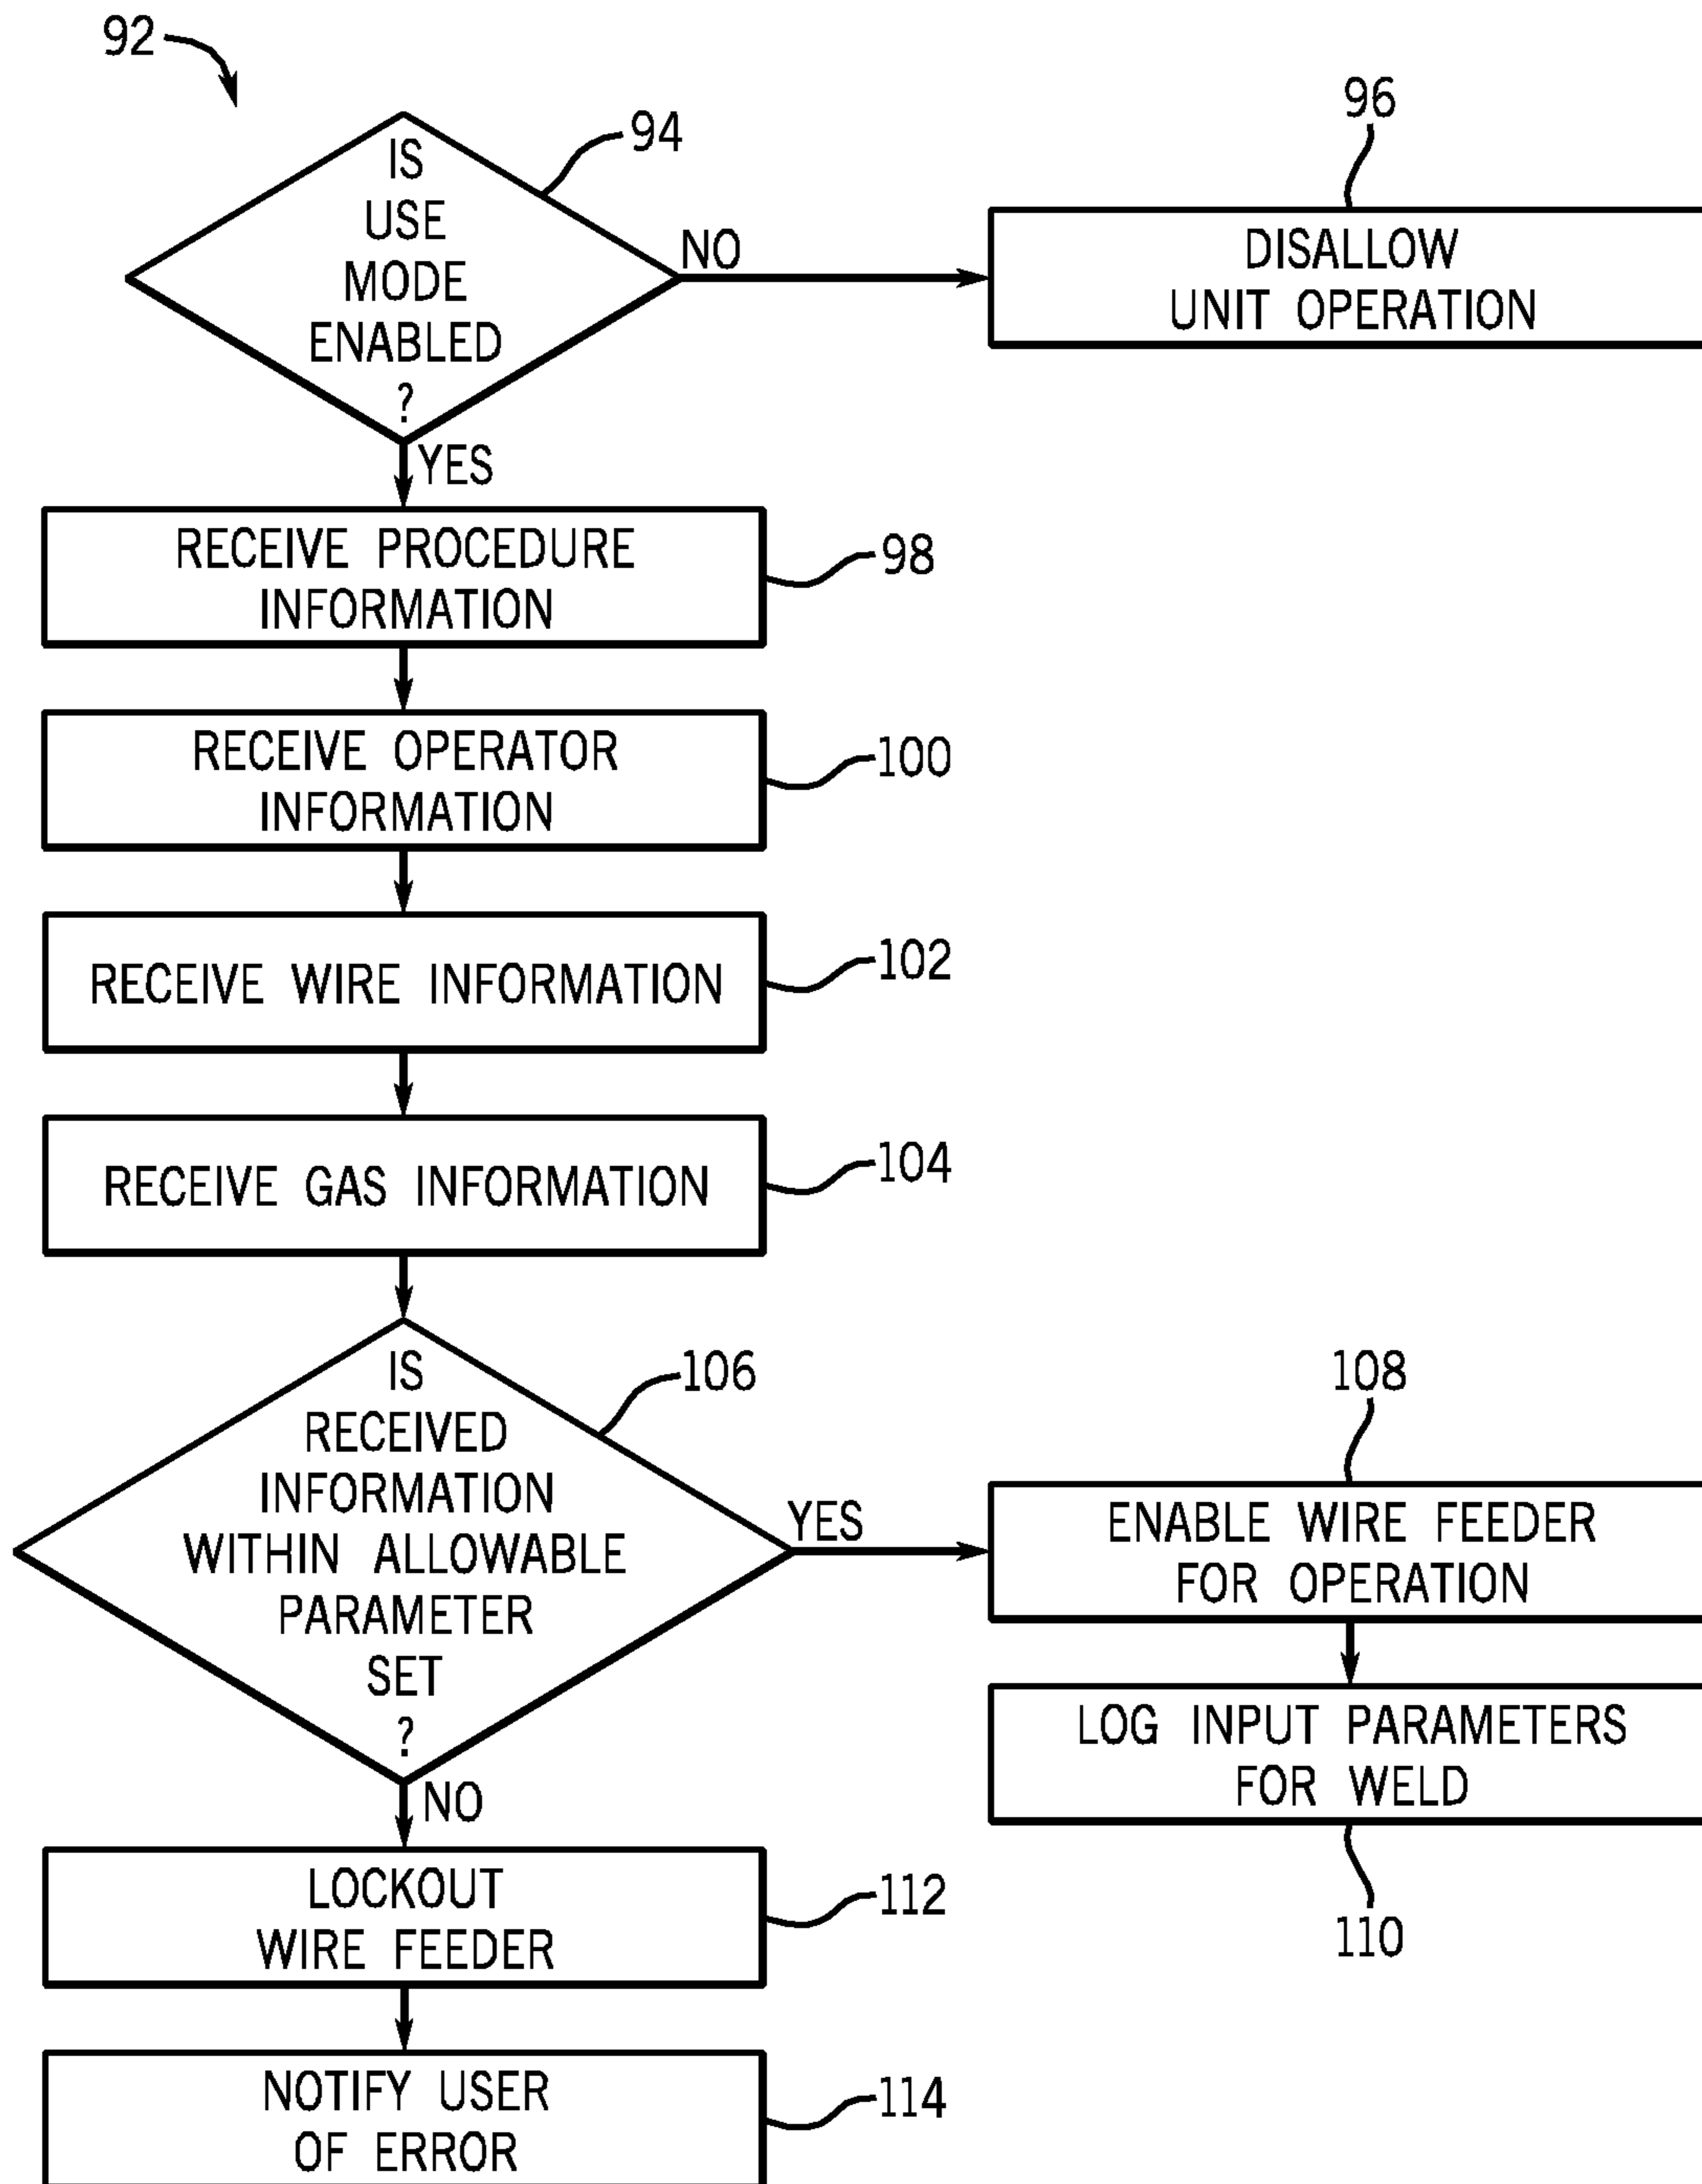 92
94
96
IS
USE
MODE
ENABLED
?
NO
DISALLOW
UNIT OPERATION
YES
RECEIVE PROCEDURE
INFORMATION
98
RECEIVE OPERATOR
INFORMATION
100
RECEIVE WIRE INFORMATION
102
RECEIVE GAS INFORMATION
104
IS
RECEIVED
INFORMATION
WITHIN ALLOWABLE
PARAMETER
SET
?
106
YES
108
ENABLE WIRE FEEDER
FOR OPERATION
LOG INPUT PARAMETERS
FOR WELD
110
NO
LOCKOUT
WIRE FEEDER
112
NOTIFY USER
OF ERROR
114